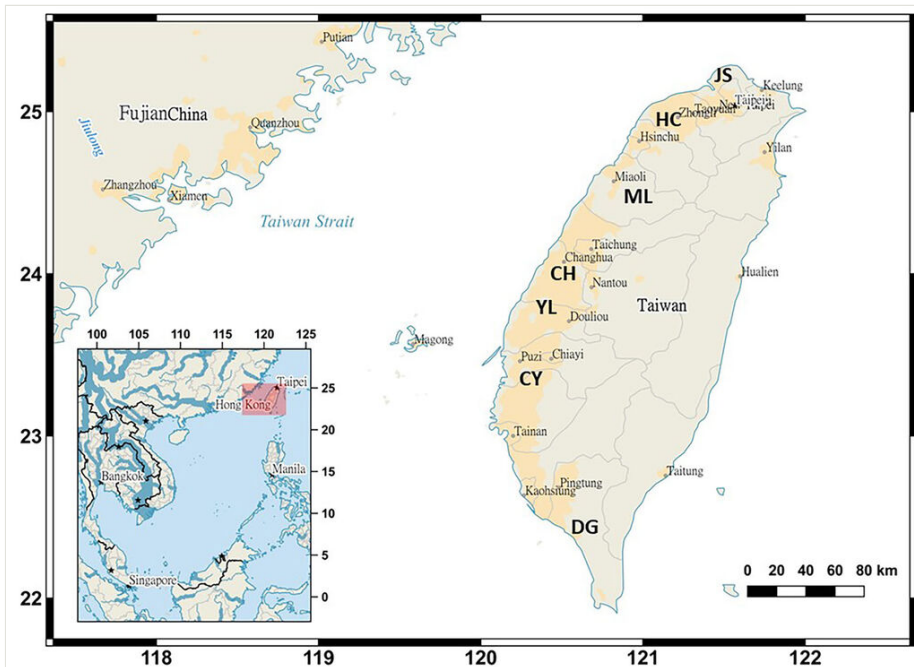 Putian
JS
Keelung
25
FujianChina
Taipei
Taoyuan
Quanzhou
HC
Hsinchu
Jiulong
Yilan
Zhangzhou
Xiamen
Miaoli
ML
Taiwan Strait
Taichung
Changhua
24
CH
Hualien
Nantou
YL
Taiwan
Douliou
100 105 110 115 120 125
Magong
Puzi
Chiayi
CY
Taipei
25
Hong Kong
20
23
Tainan
Manila
15
Bangkok
Taitung
Pingtung
Kaohsiung
10
DG
5
Singapore
0
0 20 40 60 80 km
22
118 119 120 121 122